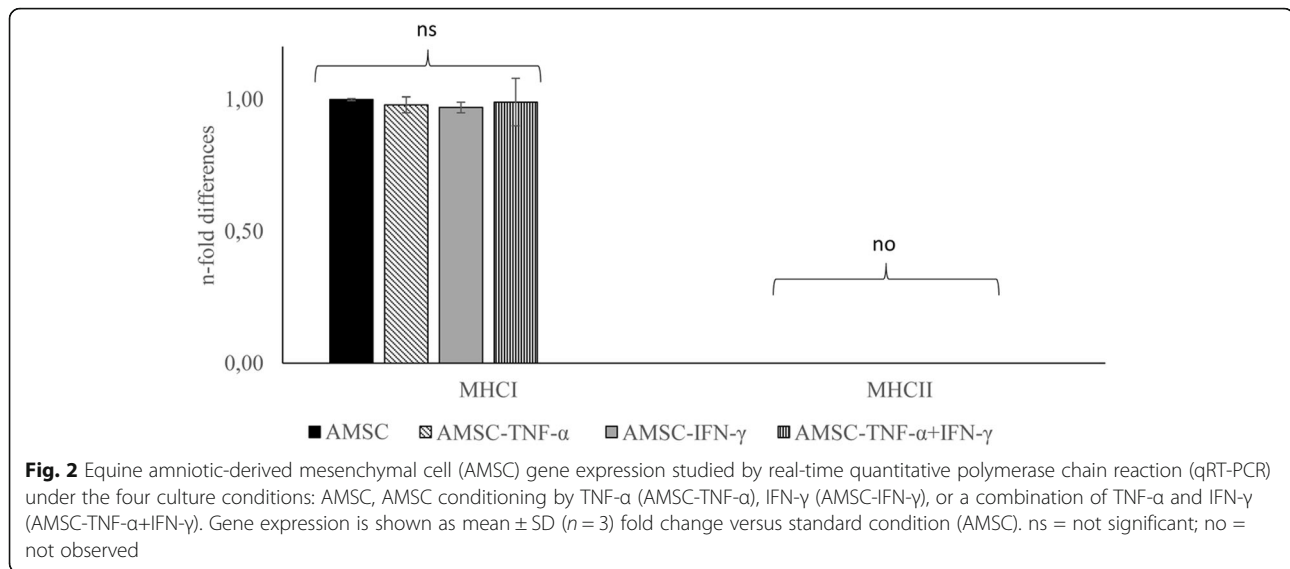 ns
1,00
no
0,50
0,00
n-fold differences
MHCI MHCII
AMSC AMSC-TNF-α AMSC-IFN-γ AMSC-TNF-α+IFN-γ
Fig. 2 Equine amniotic-derived mesenchymal cell (AMSC) gene expression studied by real-time quantitative polymerase chain reaction (qRT-PCR)
under the four culture conditions: AMSC, AMSC conditioning by TNF-α (AMSC-TNF-α), IFN-γ (AMSC-IFN-γ), or a combination of TNF-α and IFN-γ
(AMSC-TNF-α+IFN-γ). Gene expression is shown as mean ± SD (n = 3) fold change versus standard condition (AMSC). ns = not significant; no =
not observed